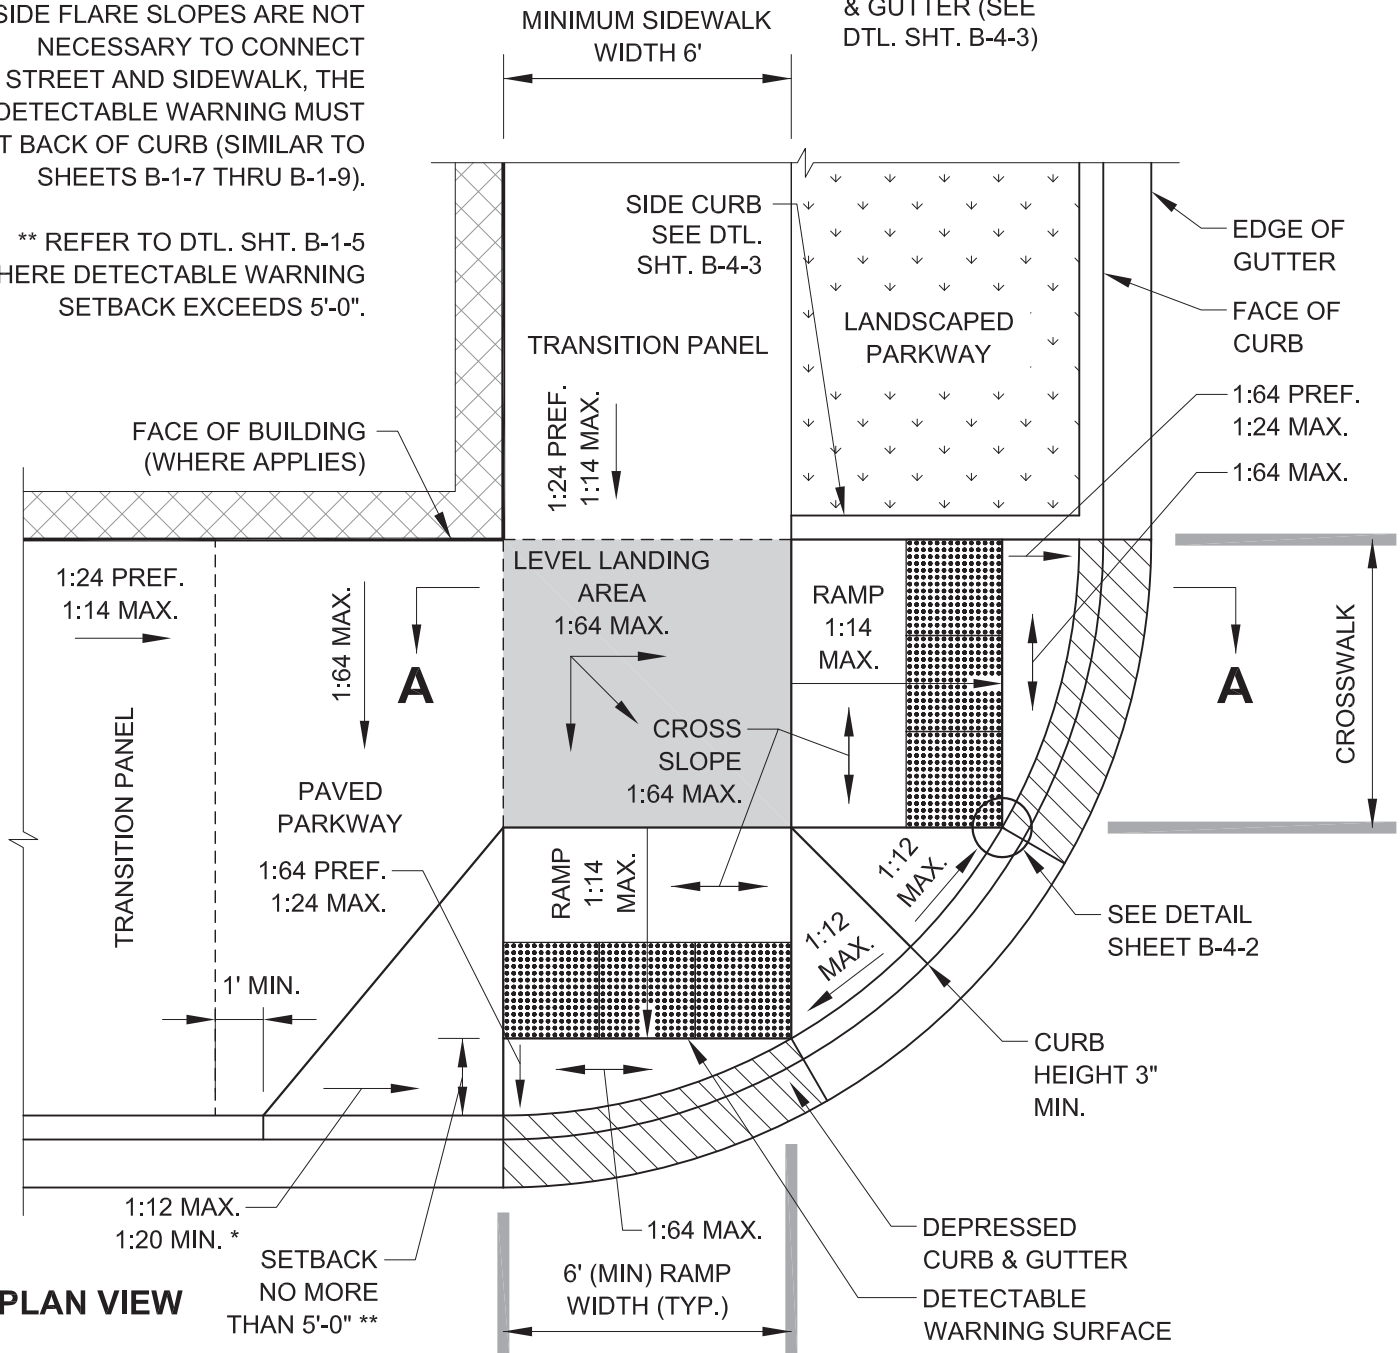 SIDE FLARE SLOPES ARE NOT
NECESSARY TO CONNECT
STREET AND SIDEWALK, THE
DETECTABLE WARNING MUST
T BACK OF CURB (SIMILAR TO
SHEETS B-1-7 THRU B-1-9).
** REFER TO DTL. SHT. B-1-5
HERE DETECTABLE WARNING
SETBACK EXCEEDS 5'-0".
MINIMUM SIDEWALK
WIDTH 6'
& GUTTER (SEE
DTL. SHT. B-4-3)
SIDE CURB
SEE DTL.
SHT. B-4-3
EDGE OF
GUTTER
FACE OF
CURB
LANDSCAPED
PARKWAY
TRANSITION PANEL
1:24 PREF.
1:14 MAX.
1:64 PREF.
1:24 MAX.
1:64 MAX.
FACE OF BUILDING
(WHERE APPLIES)
1:24 PREF.
1:14 MAX.
1:64 MAX.
A
LEVEL LANDING
AREA
1:64 MAX.
RAMP
1:14
MAX.
A
CROSSWALK
TRANSITION PANEL
CROSS
SLOPE
1:64 MAX.
PAVED
PARKWAY
1:64 PREF.
1:24 MAX.
RAMP
1:14
MAX.
1:12
MAX.
1:12
MAX.
SEE DETAIL
SHEET B-4-2
1' MIN.
CURB
HEIGHT 3"
MIN.
1:12 MAX.
1:20 MIN. *
SETBACK
NO MORE
THAN 5'-0" **
1:64 MAX.
6' (MIN) RAMP
WIDTH (TYP.)
DEPRESSED
CURB & GUTTER
DETECTABLE
WARNING SURFACE
PLAN VIEW